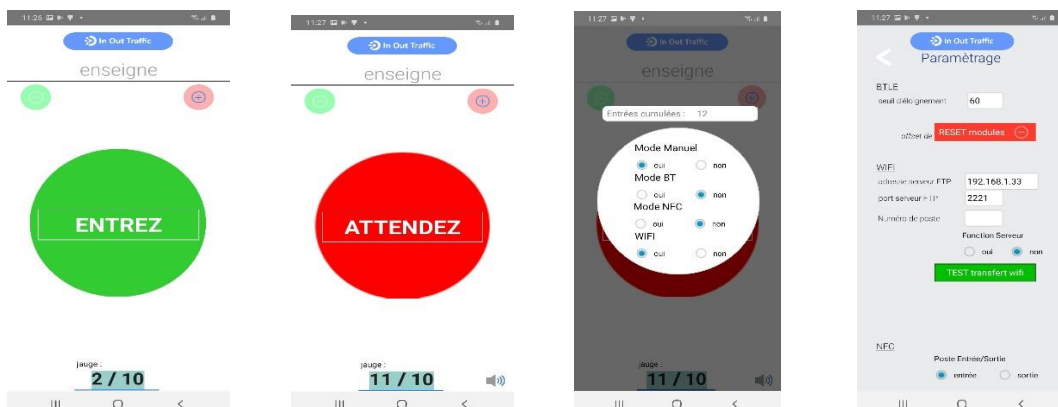 11:26
In Out Traffic
enseigne
ENTREZ
jauge :
2 / 10
11:27
In Out Traffic
enseigne
ATTENDEZ
jauge :
11 / 10
11:27
In Out Traffic
enseigne
Entrées cumulées : 12
Mode Manuel
oui non
Mode BT
oui non
Mode NFC
oui non
WIFI
oui non
jauge :
11 / 10
11:27
In Out Traffic
Paramètrage
BTLE
seuil d'éloignement 60
offset de RESET modules
WIFI
adresse serveur FTP 192.168.1.33
port serveur FTP 2221
Numéro de poste
Fonction Serveur
oui non
TEST transfert wifi
NFC
Poste Entrée/Sortie
entrée sortie